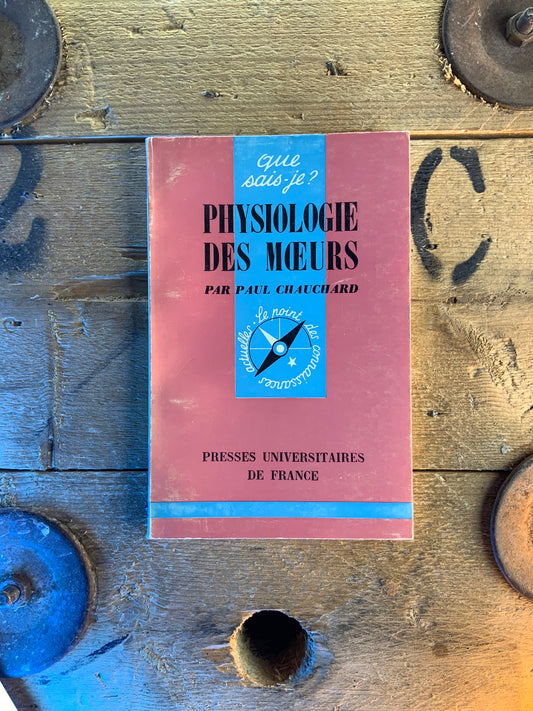 que
sais-je?
PHYSIOLOGIE
DES MŒURS
PAR PAUL CHAUCHARD
Le point des connaissances actuelles
PRESSES UNIVERSITAIRES
DE FRANCE
C